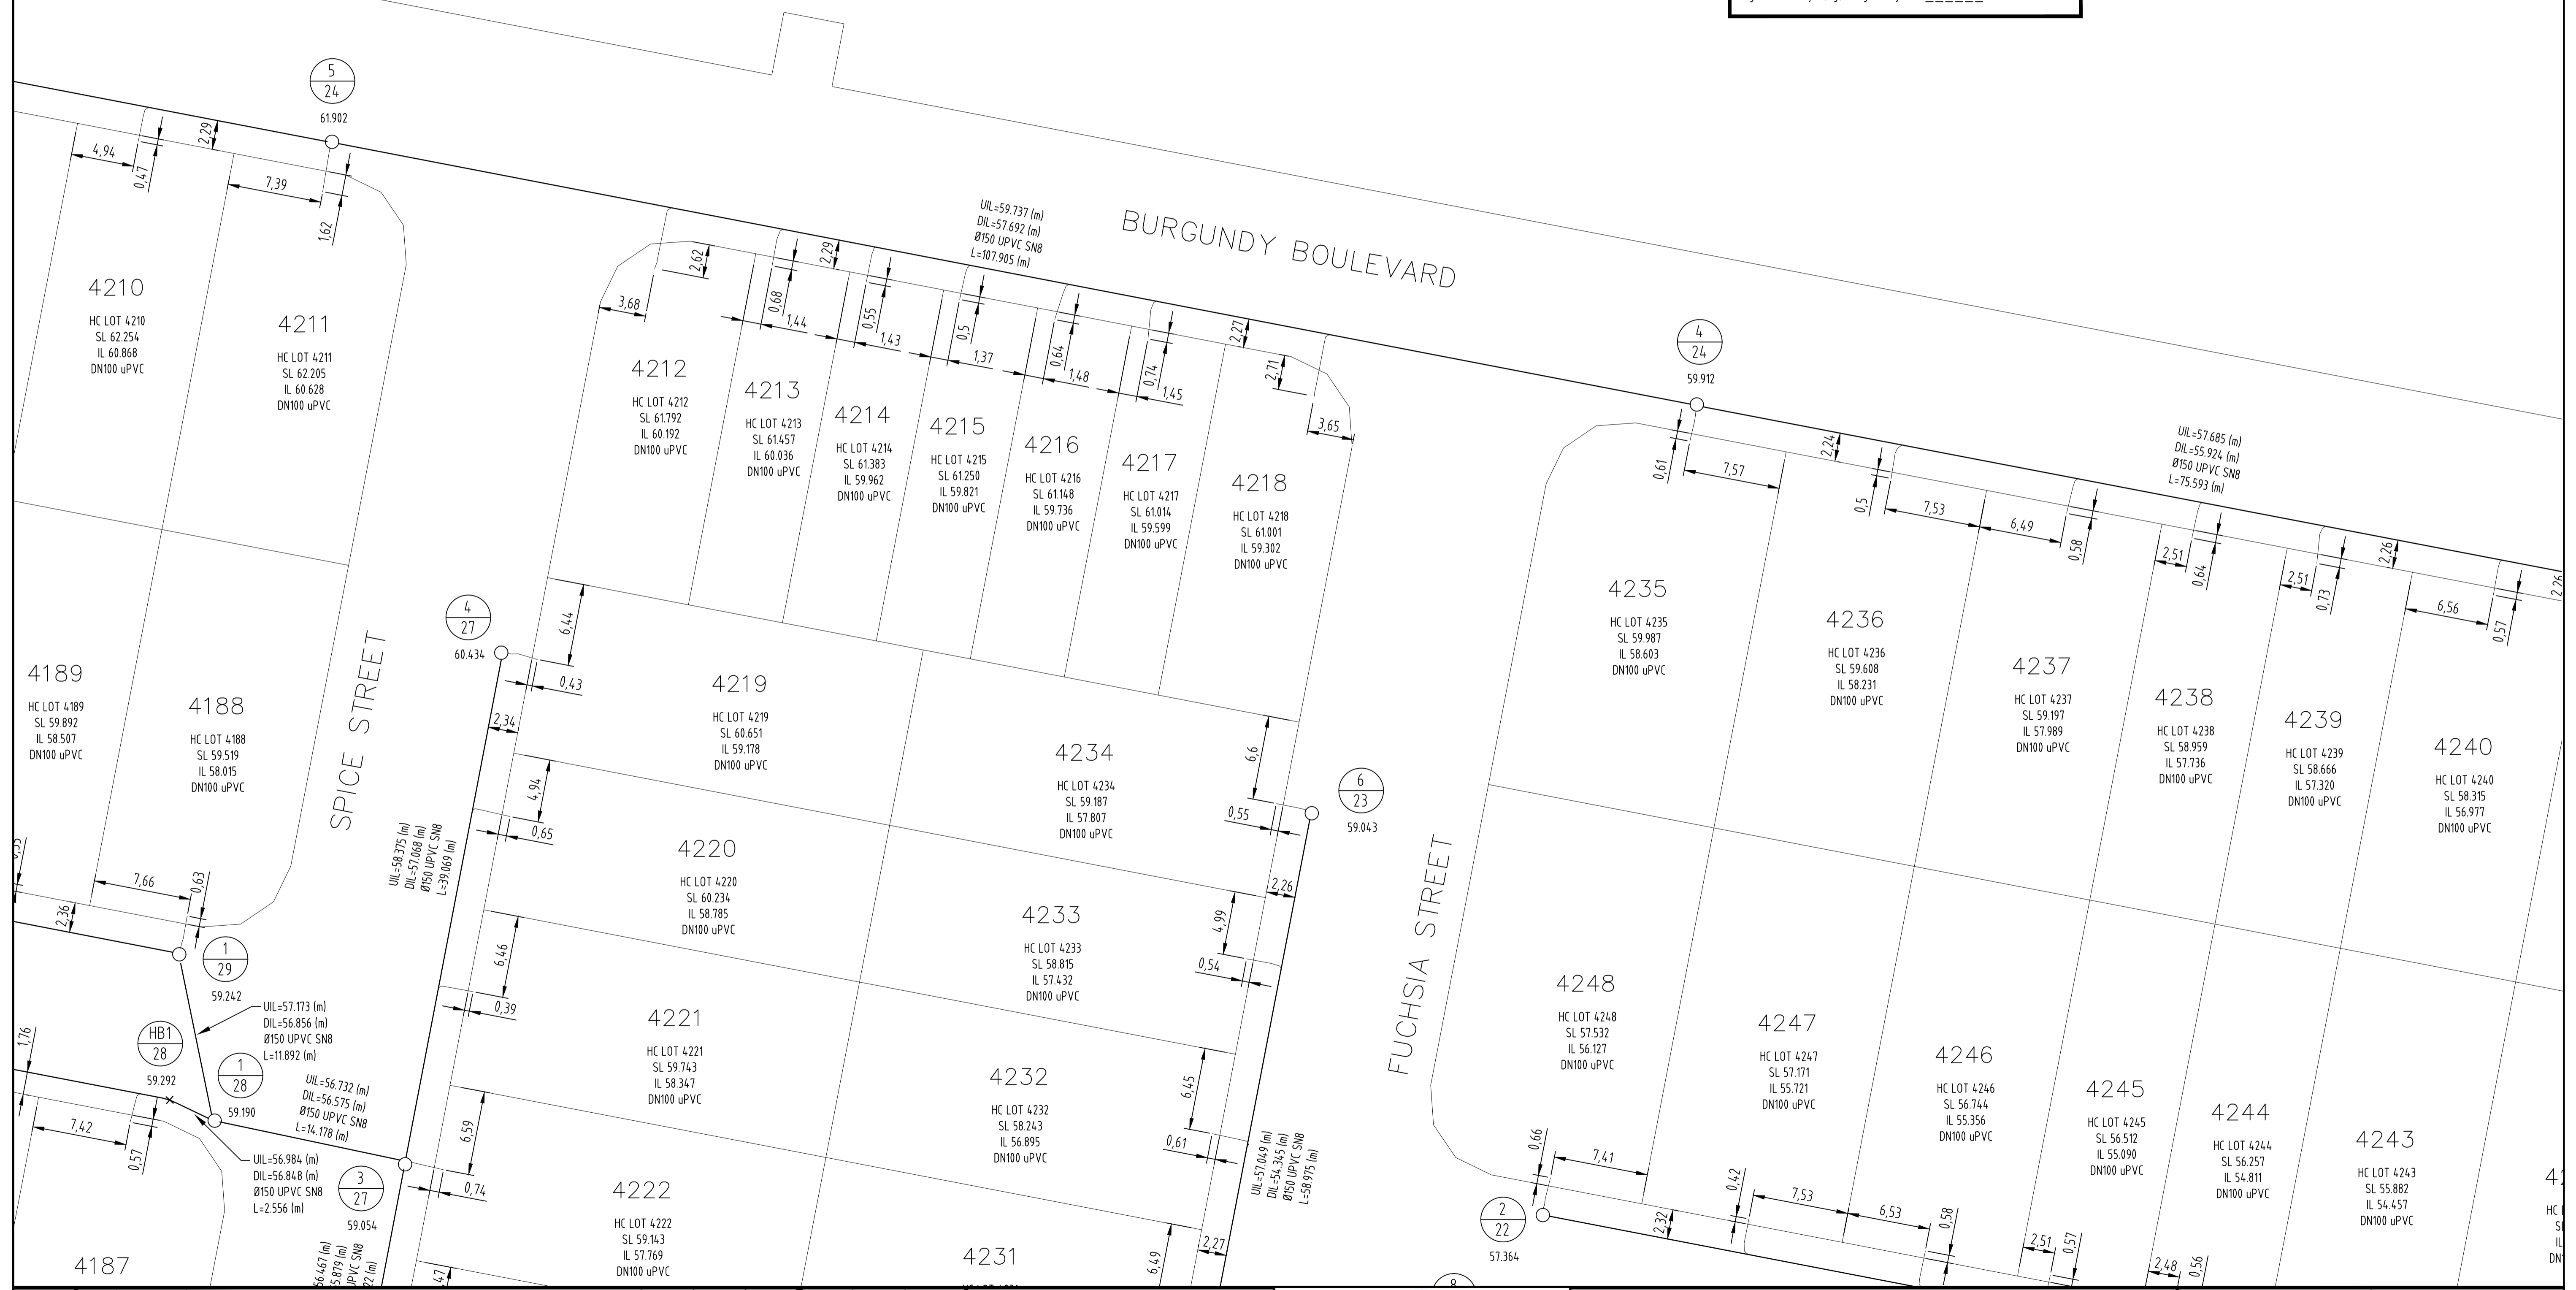 5
24
61.902
2,29
4,94
0,47
7,39
1,62
UIL=59.737 (m)
DIL=57.692 (m)
Ø150 UPVC SN8
L=107.905 (m)
BURGUNDY BOULEVARD
4210
HC LOT 4210
SL 62.254
IL 60.868
DN100 uPVC
4211
HC LOT 4211
SL 62.205
IL 60.628
DN100 uPVC
2,62
3,68
0,68
2,29
1,44
0,55
1,43
0,5
1,37
0,64
1,48
0,74
1,45
2,27
2,71
3,65
4212
HC LOT 4212
SL 61.792
IL 60.192
DN100 uPVC
4213
HC LOT 4213
SL 61.457
IL 60.036
DN100 uPVC
4214
HC LOT 4214
SL 61.383
IL 59.962
DN100 uPVC
4215
HC LOT 4215
SL 61.250
IL 59.821
DN100 uPVC
4216
HC LOT 4216
SL 61.148
IL 59.736
DN100 uPVC
4217
HC LOT 4217
SL 61.014
IL 59.599
DN100 uPVC
4218
HC LOT 4218
SL 61.001
IL 59.302
DN100 uPVC
4
24
59.912
0,61
7,57
2,24
0,5
7,53
6,49
0,58
2,51
0,64
2,51
0,73
2,26
6,56
0,57
2,26
UIL=57.685 (m)
DIL=55.924 (m)
Ø150 UPVC SN8
L=75.593 (m)
4235
HC LOT 4235
SL 59.987
IL 58.603
DN100 uPVC
4236
HC LOT 4236
SL 59.608
IL 58.231
DN100 uPVC
4237
HC LOT 4237
SL 59.197
IL 57.989
DN100 uPVC
4238
HC LOT 4238
SL 58.959
IL 57.736
DN100 uPVC
4239
HC LOT 4239
SL 58.666
IL 57.320
DN100 uPVC
4240
HC LOT 4240
SL 58.315
IL 56.977
DN100 uPVC
4
27
60.434
6,44
0,43
2,34
4,94
0,65
SPICE STREET
4189
HC LOT 4189
SL 59.892
IL 58.507
DN100 uPVC
4188
HC LOT 4188
SL 59.519
IL 58.015
DN100 uPVC
4219
HC LOT 4219
SL 60.651
IL 59.178
DN100 uPVC
4234
HC LOT 4234
SL 59.187
IL 57.807
DN100 uPVC
6,6
0,55
6
23
59.043
UIL=58.375 (m)
DIL=57.068 (m)
Ø150 UPVC SN8
L=39.069 (m)
4220
HC LOT 4220
SL 60.234
IL 58.785
DN100 uPVC
4233
HC LOT 4233
SL 58.815
IL 57.432
DN100 uPVC
2,26
4,99
0,54
FUCHSIA STREET
7,66
0,63
2,36
1
29
59.242
6,46
0,39
UIL=57.173 (m)
DIL=56.856 (m)
Ø150 UPVC SN8
L=11.892 (m)
HB1
28
59.292
1
28
59.190
1,76
7,42
0,57
UIL=56.732 (m)
DIL=56.575 (m)
Ø150 UPVC SN8
L=14.178 (m)
UIL=56.984 (m)
DIL=56.848 (m)
Ø150 UPVC SN8
L=2.556 (m)
3
27
59.054
6,59
0,74
4221
HC LOT 4221
SL 59.743
IL 58.347
DN100 uPVC
4232
HC LOT 4232
SL 58.243
IL 56.895
DN100 uPVC
6,45
0,61
UIL=57.049 (m)
DIL=54.345 (m)
Ø150 UPVC SN8
L=58.975 (m)
4222
HC LOT 4222
SL 59.143
IL 57.769
DN100 uPVC
4231
6,49
2,27
4187
4248
HC LOT 4248
SL 57.532
IL 56.127
DN100 uPVC
4247
HC LOT 4247
SL 57.171
IL 55.721
DN100 uPVC
4246
HC LOT 4246
SL 56.744
IL 55.356
DN100 uPVC
4245
HC LOT 4245
SL 56.512
IL 55.090
DN100 uPVC
4244
HC LOT 4244
SL 56.257
IL 54.811
DN100 uPVC
4243
HC LOT 4243
SL 55.882
IL 54.457
DN100 uPVC
0,66
7,41
2
22
57.364
2,32
0,42
7,53
6,53
0,58
2,51
0,57
2,48
0,56